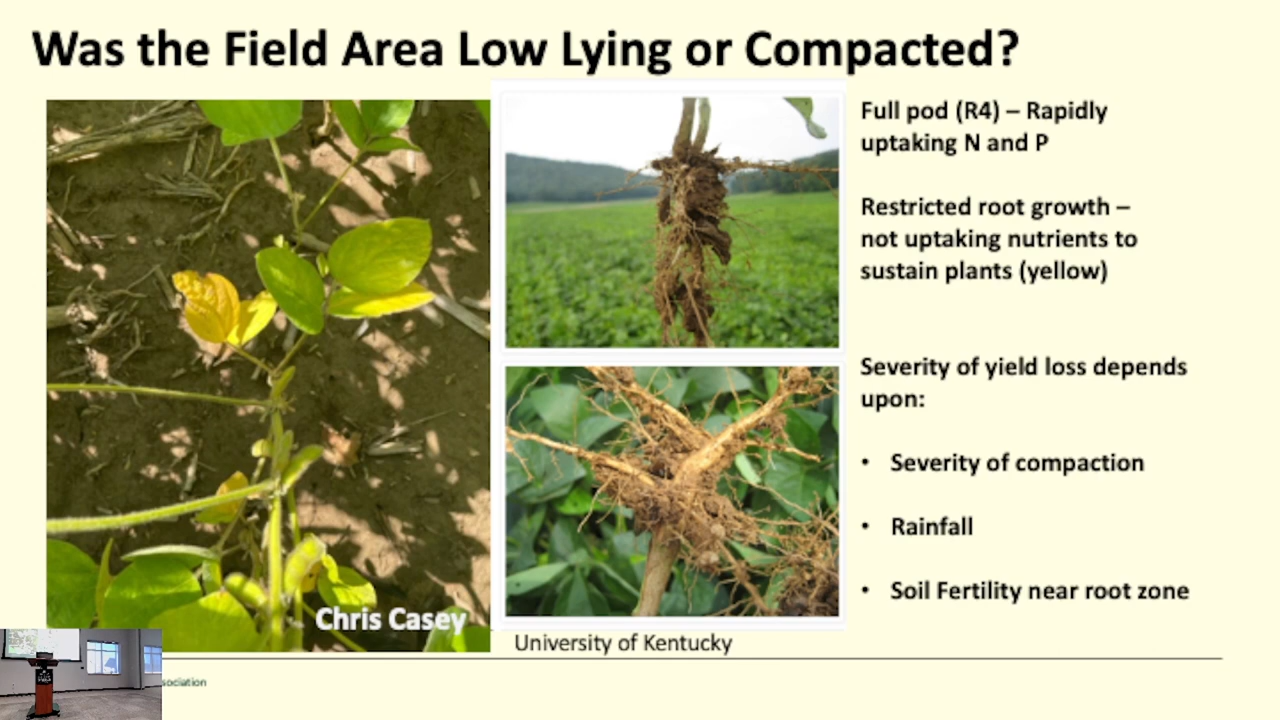 Was the Field Area Low Lying or Compacted?
Full pod (R4) – Rapidly
uptaking N and P
Restricted root growth –
not uptaking nutrients to
sustain plants (yellow)
Severity of yield loss depends
upon:
• Severity of compaction
• Rainfall
• Soil Fertility near root zone
Chris Casey
University of Kentucky
sociation